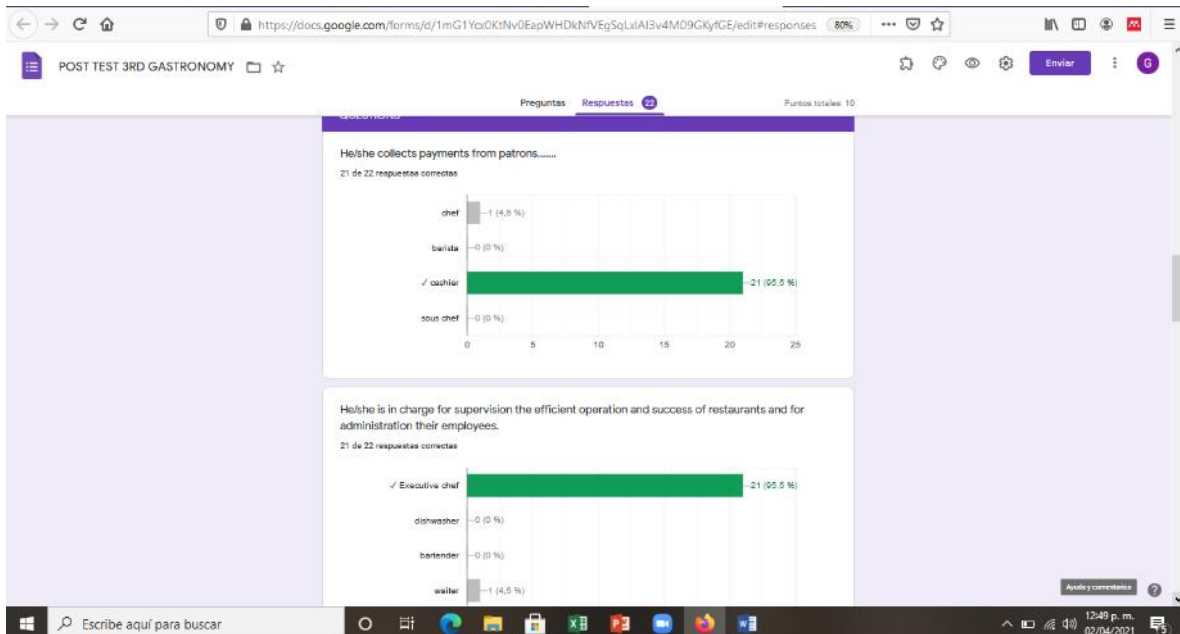 https://docs.google.com/forms/d/1mG1Ycx0KtNv0EapWHDkNfVEgSqLxlAI3v4M09GKyfGE/edit#responses 80%
POST TEST 3RD GASTRONOMY
Enviar
G
Preguntas Respuestas 22 Puntos totales: 10
QUESTIONS
He/she collects payments from patrons.......
21 de 22 respuestas correctas
chef 1 (4,5 %)
barista 0 (0 %)
✓ cashier 21 (95,5 %)
sous chef 0 (0 %)
0 5 10 15 20 25
He/she is in charge for supervision the efficient operation and success of restaurants and for
administration their employees.
21 de 22 respuestas correctas
✓ Executive chef 21 (95,5 %)
dishwasher 0 (0 %)
bartender 0 (0 %)
waiter 1 (4,5 %)
Ayuda y comentarios
Escribe aquí para buscar
12:49 p. m.
02/04/2021